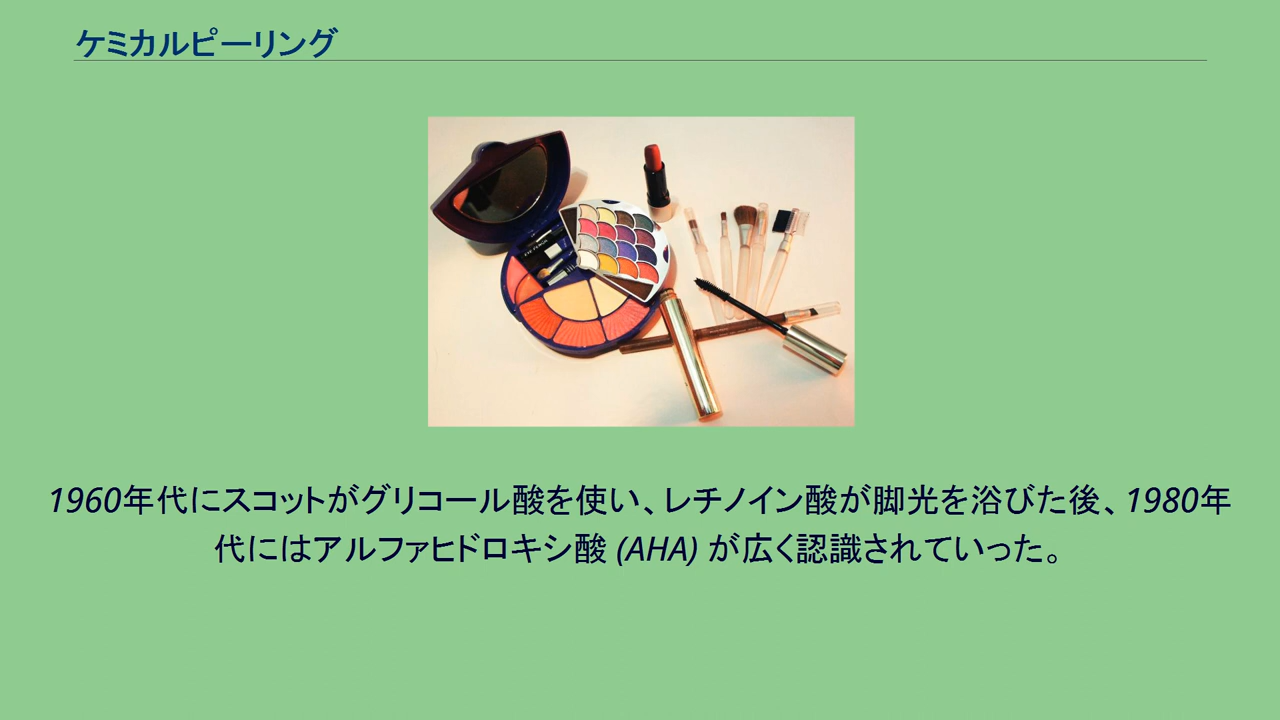 ケミカルピーリング
EYE PENCIL
1960年代にスコットがグリコール酸を使い、レチノイン酸が脚光を浴びた後、1980年
代にはアルファヒドロキシ酸 (AHA) が広く認識されていった。